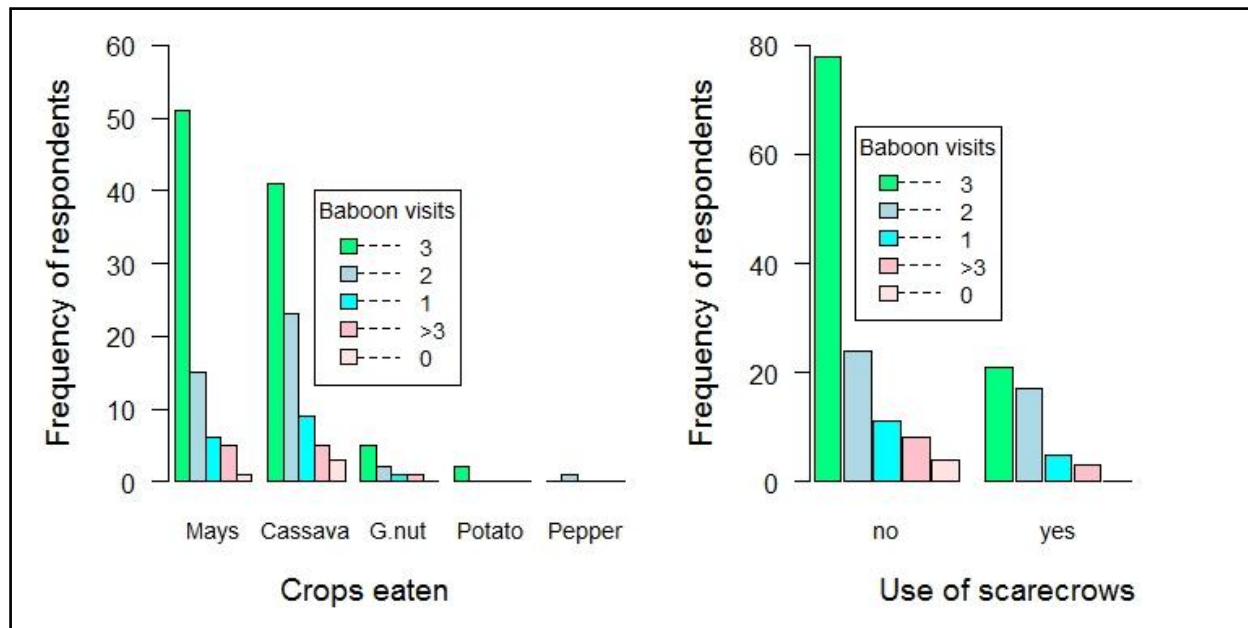 Frequency of respondents
60
50
40
30
20
10
0
Baboon visits
3
2
1
>3
0
Mays Cassava G.nut Potato Pepper
Crops eaten
Frequency of respondents
80
60
40
20
0
Baboon visits
3
2
1
>3
0
no yes
Use of scarecrows